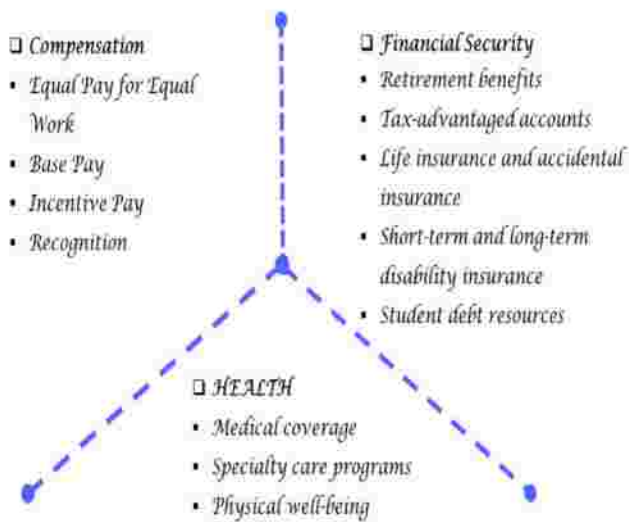 ❑ Compensation
▪ Equal Pay for Equal
Work
▪ Base Pay
▪ Incentive Pay
▪ Recognition
❑ Financial Security
▪ Retirement benefits
▪ Tax-advantaged accounts
▪ Life insurance and accidental
insurance
▪ Short-term and long-term
disability insurance
▪ Student debt resources
❑ HEALTH
▪ Medical coverage
▪ Specialty care programs
▪ Physical well-being